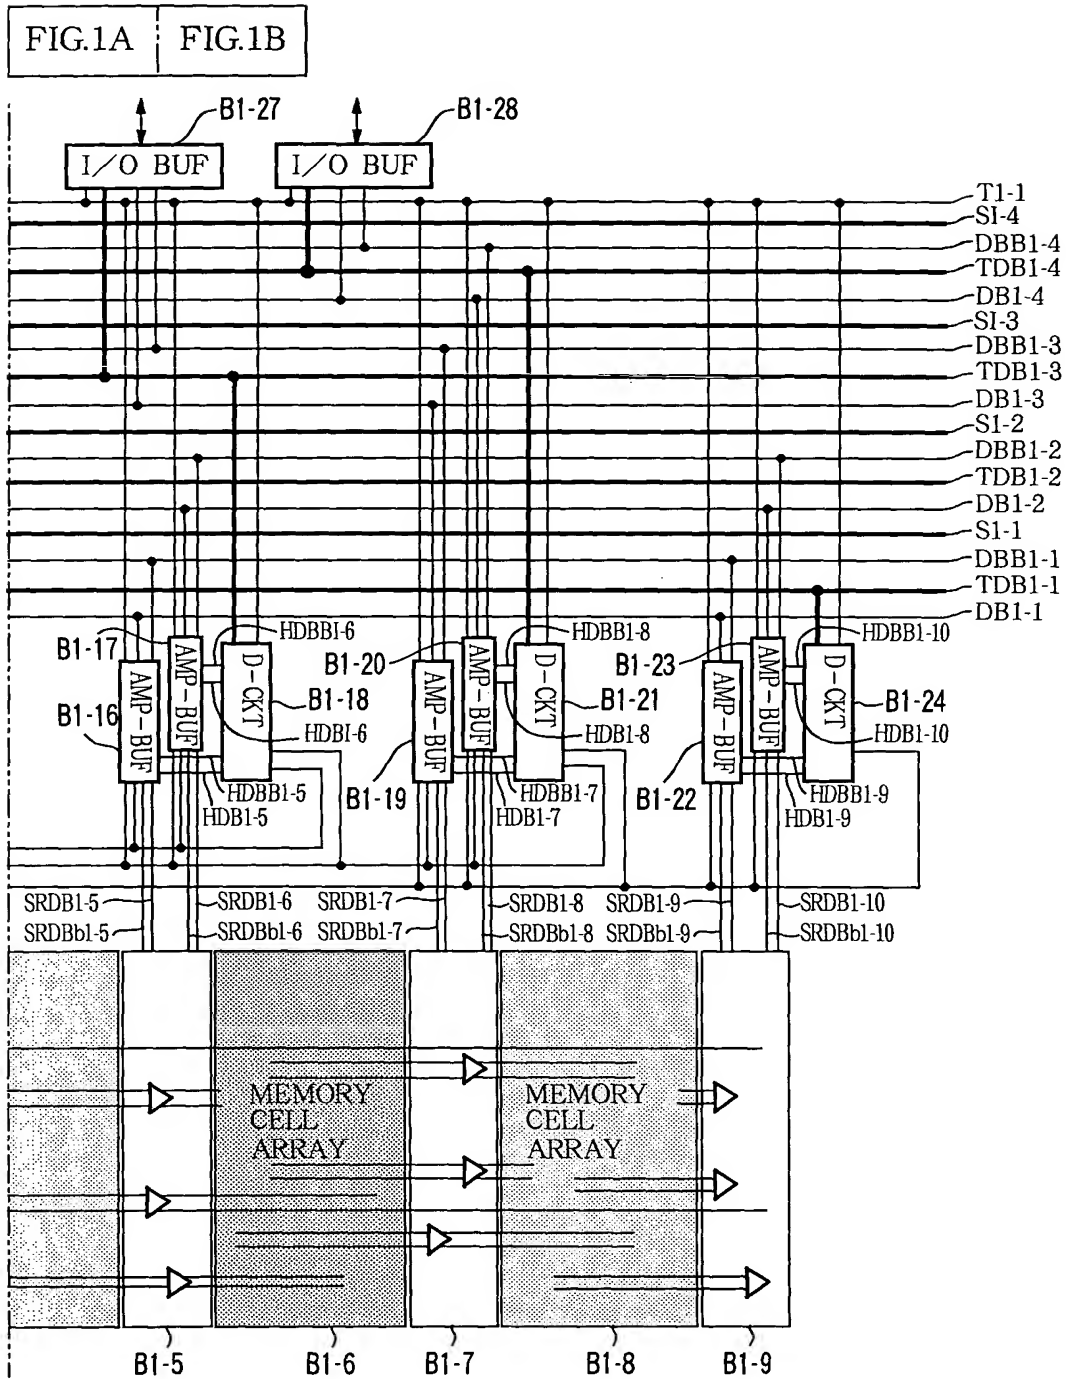 FIG.1A FIG.1B
B1-27
B1-28
I/O BUF
I/O BUF
T1-1
SI-4
DBB1-4
TDB1-4
DB1-4
SI-3
DBB1-3
TDB1-3
DB1-3
S1-2
DBB1-2
TDB1-2
DB1-2
S1-1
DBB1-1
TDB1-1
DB1-1
HDBBI-6
HDBB1-8
HDBB1-10
B1-17
B1-20
B1-23
AMP-BUF
D-CKT
AMP-BUF
D-CKT
AMP-BUF
D-CKT
B1-18
B1-21
B1-24
AMP-BUF
AMP-BUF
AMP-BUF
B1-16
HDBI-6
HDB1-8
HDB1-10
B1-19
B1-22
HDBB1-5
HDBB1-7
HDBB1-9
HDB1-5
HDB1-7
HDB1-9
SRDB1-5
SRDB1-6
SRDB1-7
SRDB1-8
SRDB1-9
SRDB1-10
SRDBb1-5
SRDBb1-6
SRDBb1-7
SRDBb1-8
SRDBb1-9
SRDBb1-10
MEMORY
CELL
ARRAY
MEMORY
CELL
ARRAY
B1-5
B1-6
B1-7
B1-8
B1-9